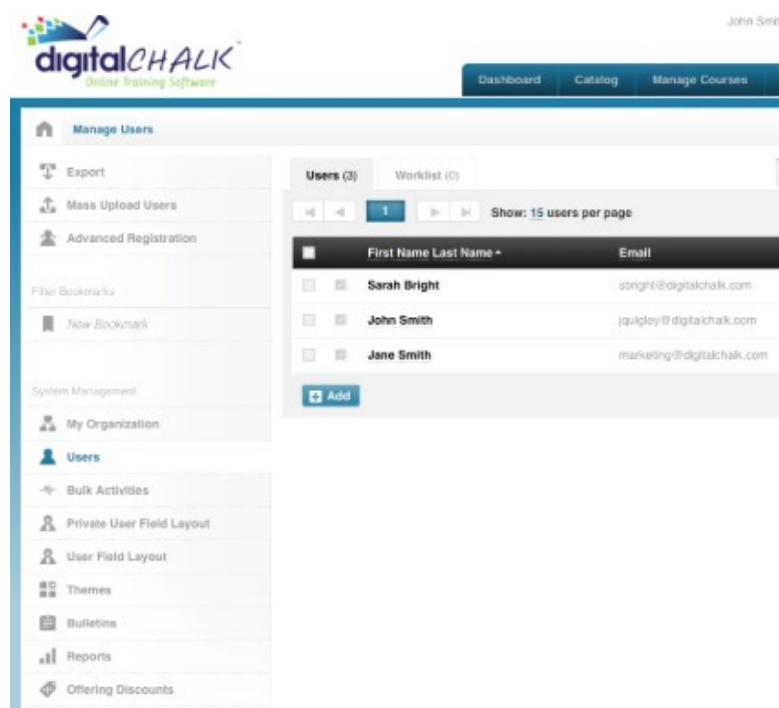 John Smi
digitalCHALK
Online Training Software
Dashboard Catalog Manage Courses
Manage Users
Export
Mass Upload Users
Advanced Registration
Filter Bookmarks
New Bookmark
System Management
My Organization
Users
Bulk Activities
Private User Field Layout
User Field Layout
Themes
Bulletins
Reports
Offering Discounts
Users (3) Worklist (0)
1 Show: 15 users per page
First Name Last Name Email
Sarah Bright sbright@digitalchalk.com
John Smith jquigley@digitalchalk.com
Jane Smith marketing@digitalchalk.com
Add